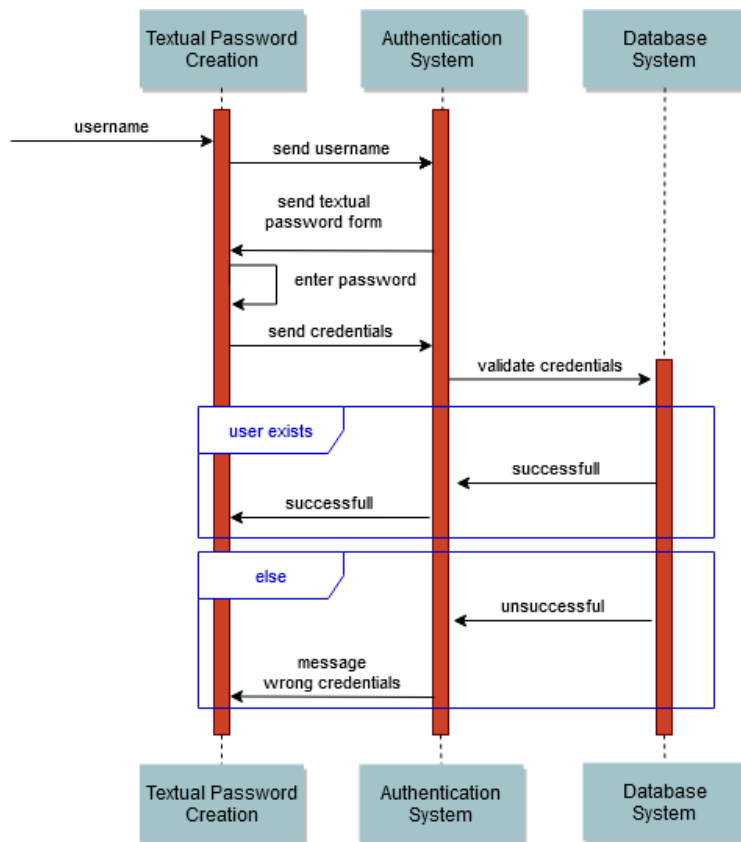 Textual Password
Creation
Authentication
System
Database
System
username
send username
send textual
password form
enter password
send credentials
validate credentials
user exists
successfull
successfull
else
unsuccessful
message
wrong credentials
Textual Password
Creation
Authentication
System
Database
System